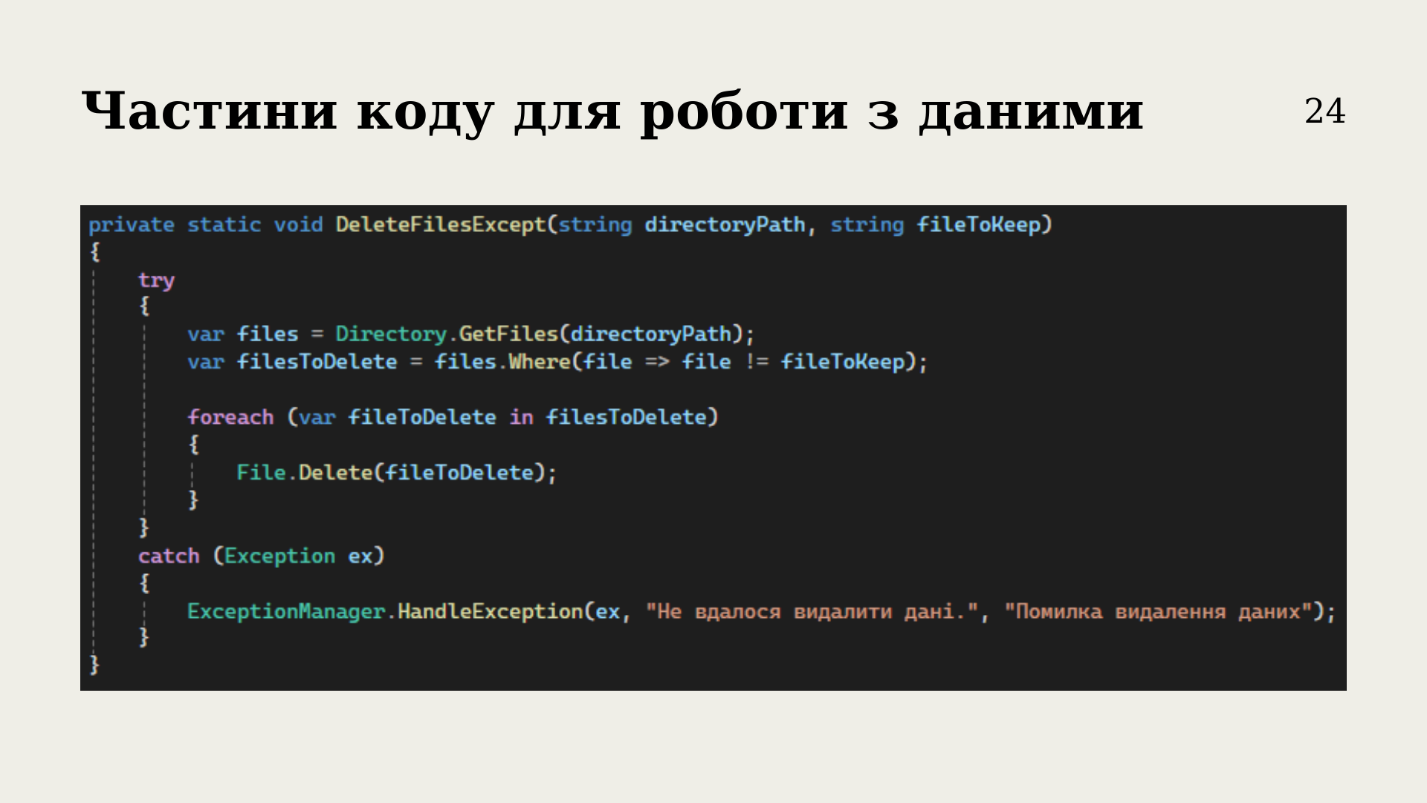 Частини коду для роботи з даними
24
private static void DeleteFilesExcept(string directoryPath, string fileToKeep)
{
    try
    {
        var files = Directory.GetFiles(directoryPath);
        var filesToDelete = files.Where(file => file != fileToKeep);

        foreach (var fileToDelete in filesToDelete)
        {
            File.Delete(fileToDelete);
        }
    }
    catch (Exception ex)
    {
        ExceptionManager.HandleException(ex, "Не вдалося видалити дані.", "Помилка видалення даних");
    }
}